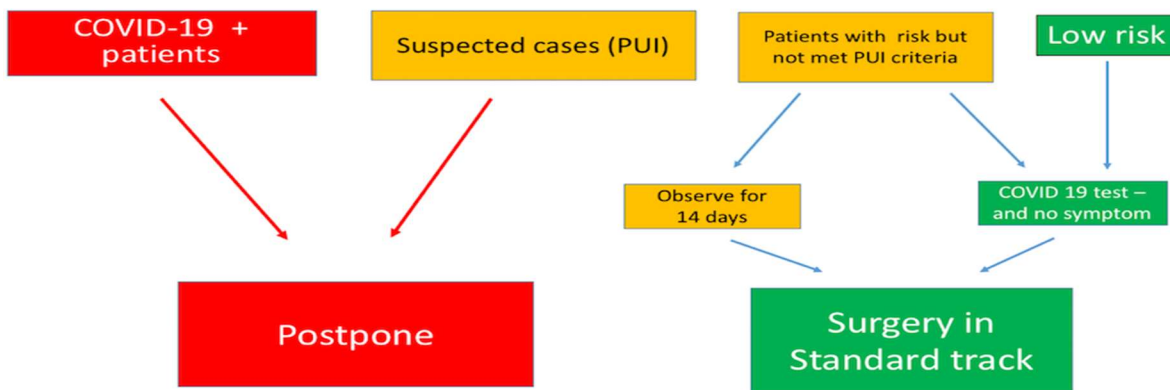 COVID-19 +
patients
Suspected cases (PUI)
Patients with risk but
not met PUI criteria
Low risk
Observe for
14 days
COVID 19 test –
and no symptom
Postpone
Surgery in
Standard track